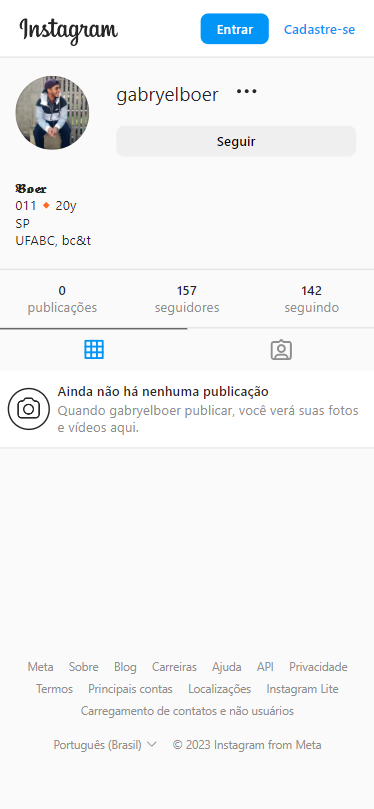 Instagram
Entrar
Cadastre-se
gabryelboer
Seguir
𝕭𝖔𝖊𝖗
011 🔸 20y
SP
UFABC, bc&t
0
publicações
157
seguidores
142
seguindo
Ainda não há nenhuma publicação
Quando gabryelboer publicar, você verá suas fotos
e vídeos aqui.
Meta Sobre Blog Carreiras Ajuda API Privacidade
Termos Principais contas Localizações Instagram Lite
Carregamento de contatos e não usuários
Português (Brasil) © 2023 Instagram from Meta